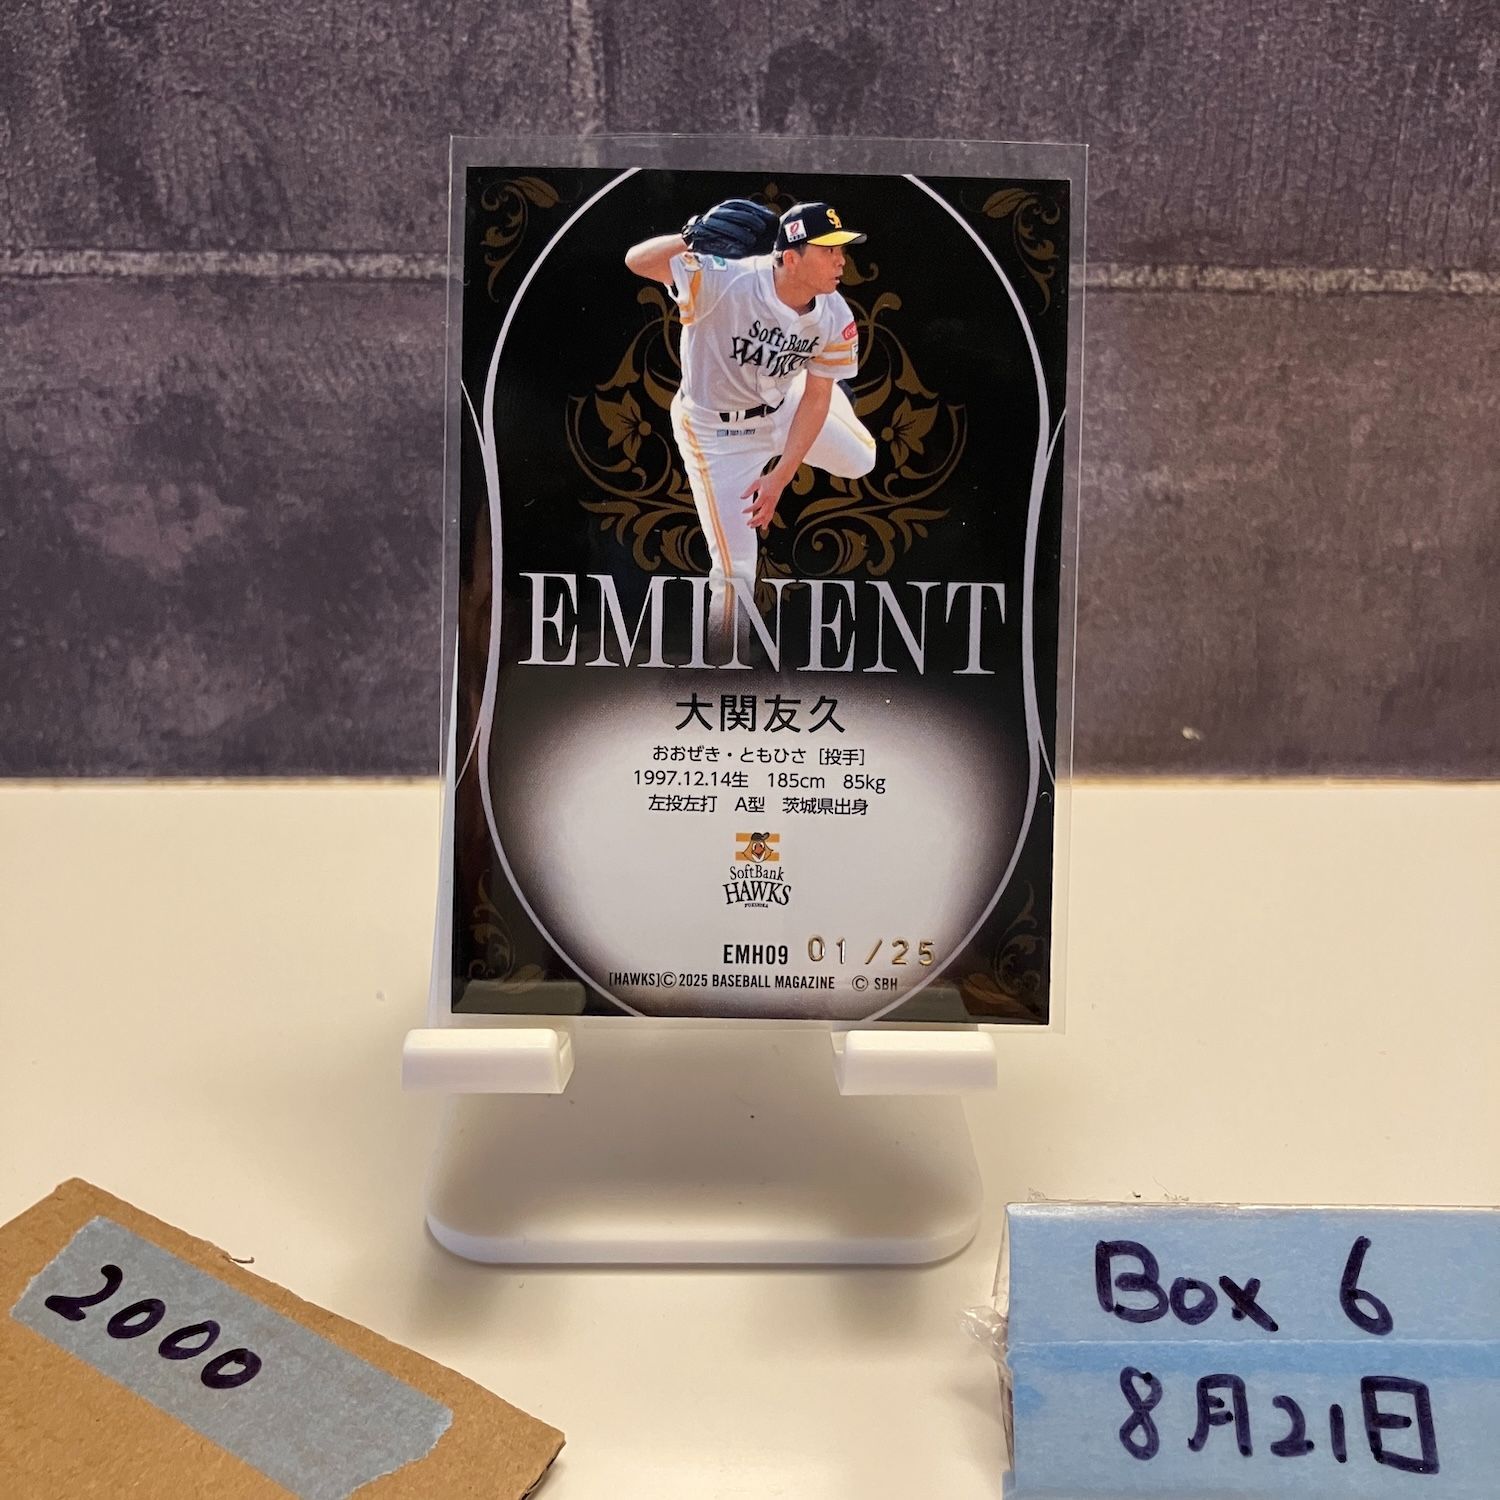 SoftBank
HAWKS
EMINENT
大関友久
おおぜき・ともひさ［投手］
1997.12.14生 185cm 85kg
左投左打 A型 茨城県出身
SoftBank
HAWKS
FUKUOKA
EMH09 01/25
[HAWKS]© 2025 BASEBALL MAGAZINE © SBH
2000
Box 6
8月21日